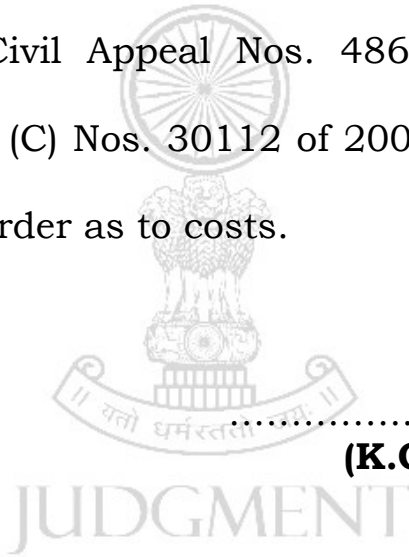 Civil Appeal Nos. 486
(C) Nos. 30112 of 200
rder as to costs.
॥ यतो धर्मस्ततो जयः ॥
....................
(K.
JUDGMENT